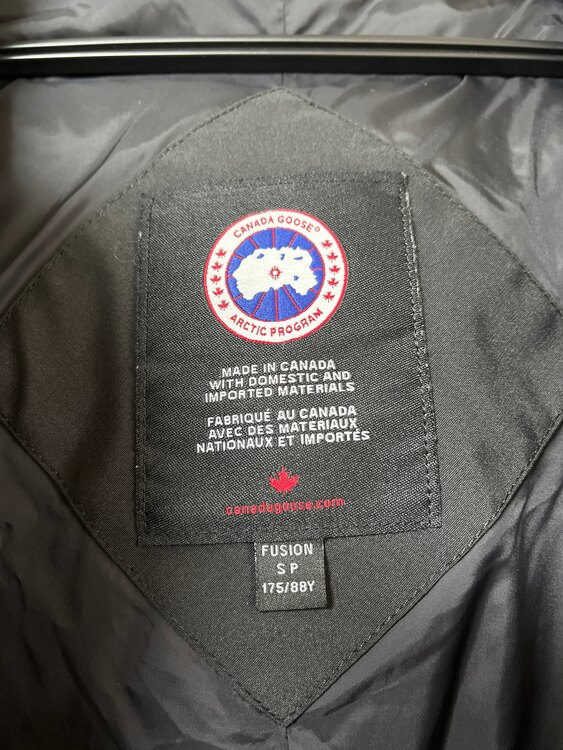 CANADA GOOSE®
ARCTIC PROGRAM
MADE IN CANADA
WITH DOMESTIC AND
IMPORTED MATERIALS
FABRIQUÉ AU CANADA
AVEC DES MATERIAUX
NATIONAUX ET IMPORTÉS
canadagoose.com
FUSION
S P
175/88Y